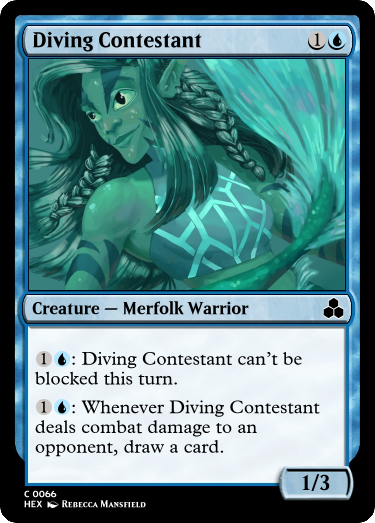 Diving Contestant 1
Creature — Merfolk Warrior
1 : Diving Contestant can't be
blocked this turn.
1 : Whenever Diving Contestant
deals combat damage to an
opponent, draw a card.
1/3
C 0066
HEX Rebecca Mansfield